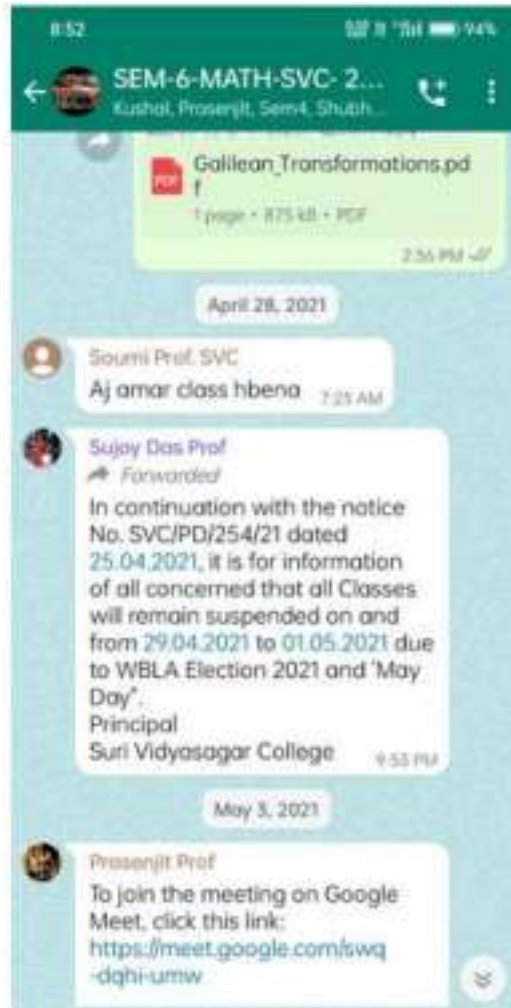 8:52
94%
SEM-6-MATH-SVC- 2...
Kushal, Prosenjit, Sem4, Shubh...
Galilean_Transformations.pd
f
1 page • 875 kB • PDF
2:56 PM
April 28, 2021
Soumi Prof. SVC
Aj amar class hbena 7:25 AM
Sujoy Das Prof
Forwarded
In continuation with the notice
No. SVC/PD/254/21 dated
25.04.2021, it is for information
of all concerned that all Classes
will remain suspended on and
from 29.04.2021 to 01.05.2021 due
to WBLA Election 2021 and 'May
Day".
Principal
Suri Vidyasagar College 9:53 PM
May 3, 2021
Prosenjit Prof
To join the meeting on Google
Meet, click this link:
https://meet.google.com/swq
-dqhi-umw